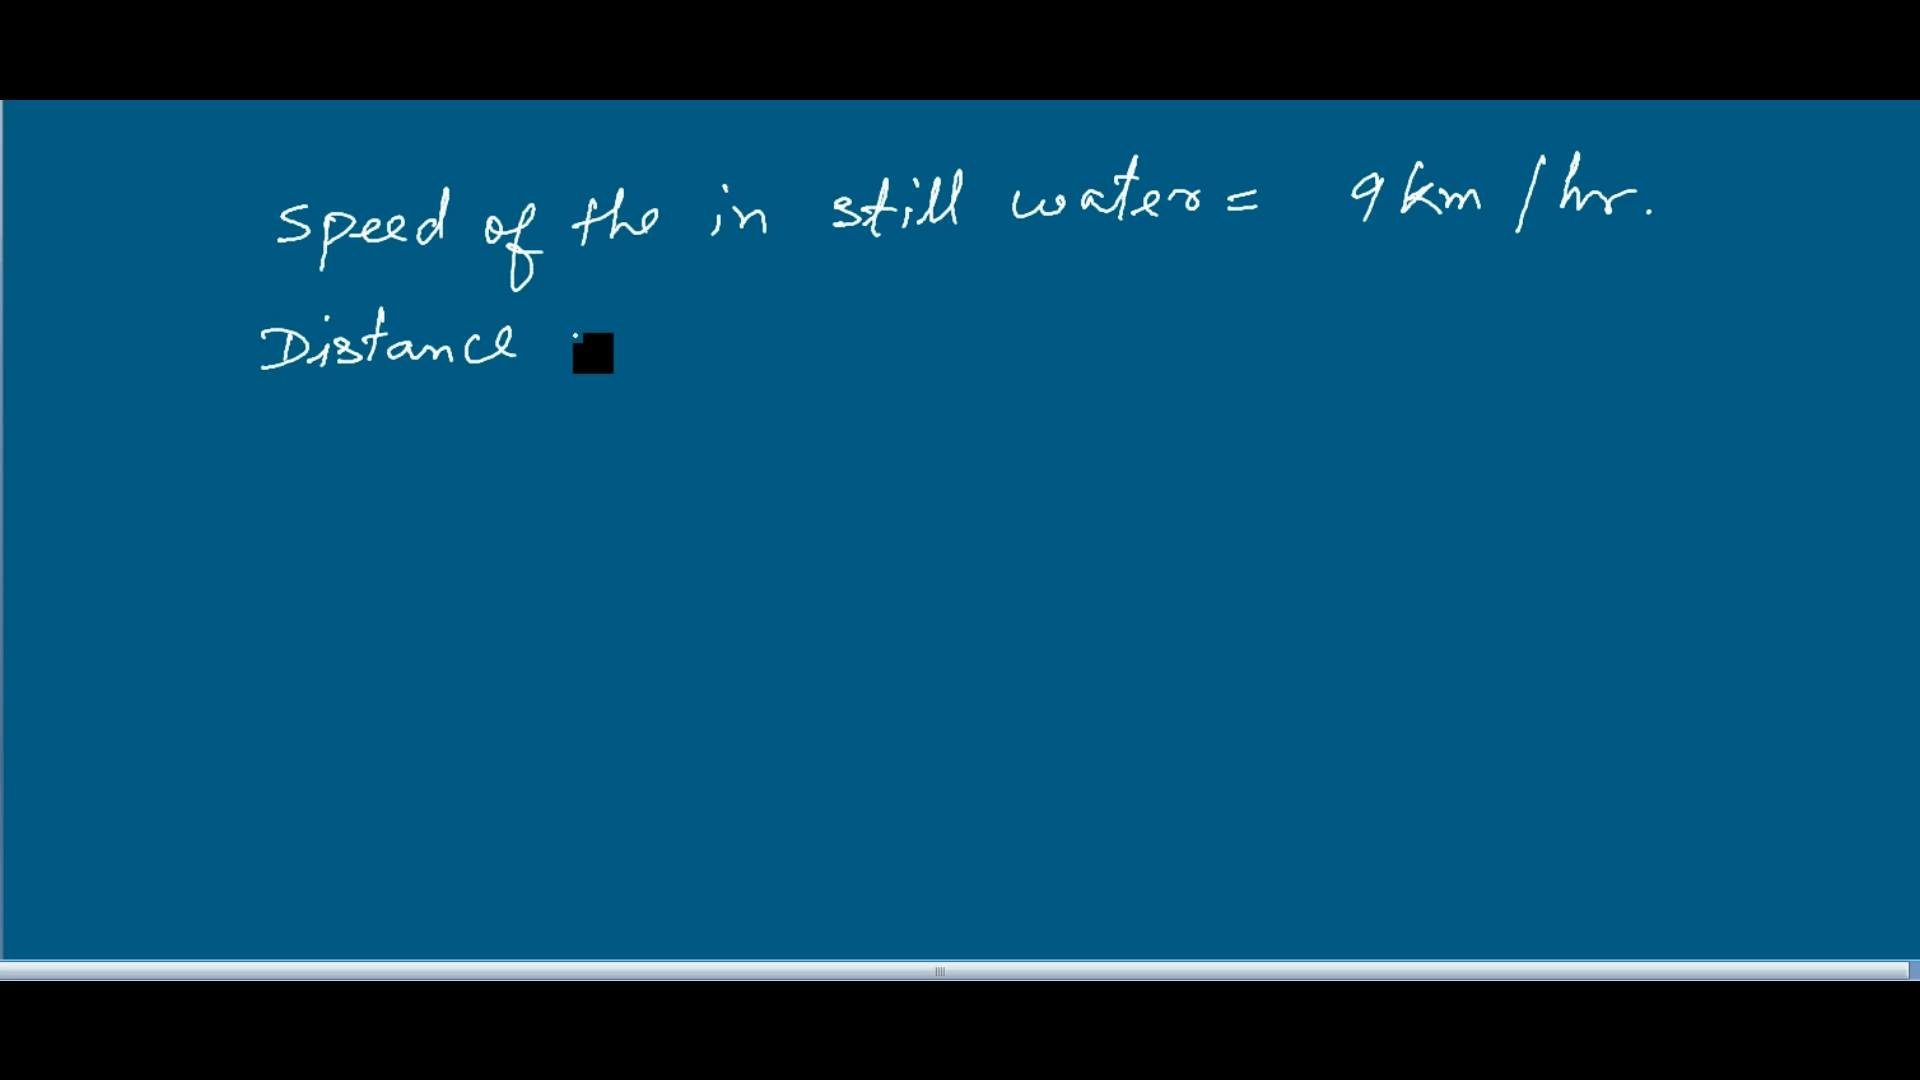 Speed of the in still water = 9 km / hr.
Distance